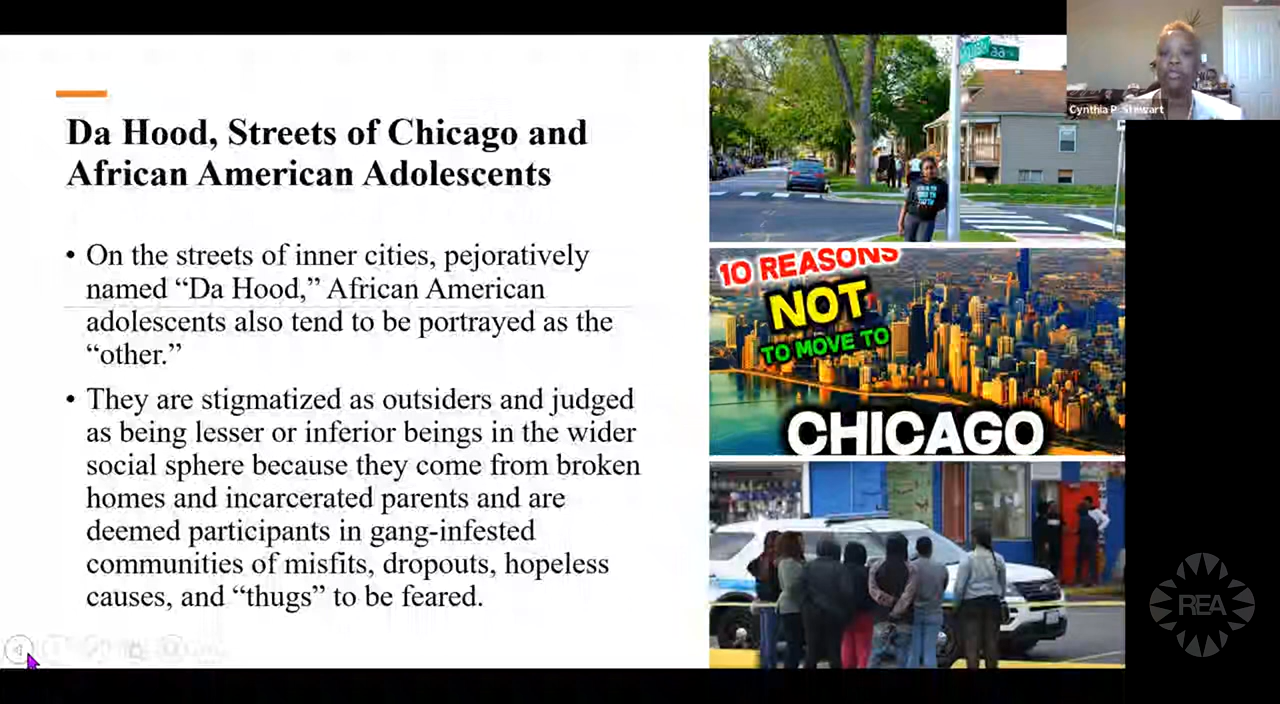 Da Hood, Streets of Chicago and
African American Adolescents
• On the streets of inner cities, pejoratively
named “Da Hood,” African American
adolescents also tend to be portrayed as the
“other.”
• They are stigmatized as outsiders and judged
as being lesser or inferior beings in the wider
social sphere because they come from broken
homes and incarcerated parents and are
deemed participants in gang-infested
communities of misfits, dropouts, hopeless
causes, and “thugs” to be feared.
10 REASONS
NOT
TO MOVE TO
CHICAGO
Cynthia P. Stewart
REA